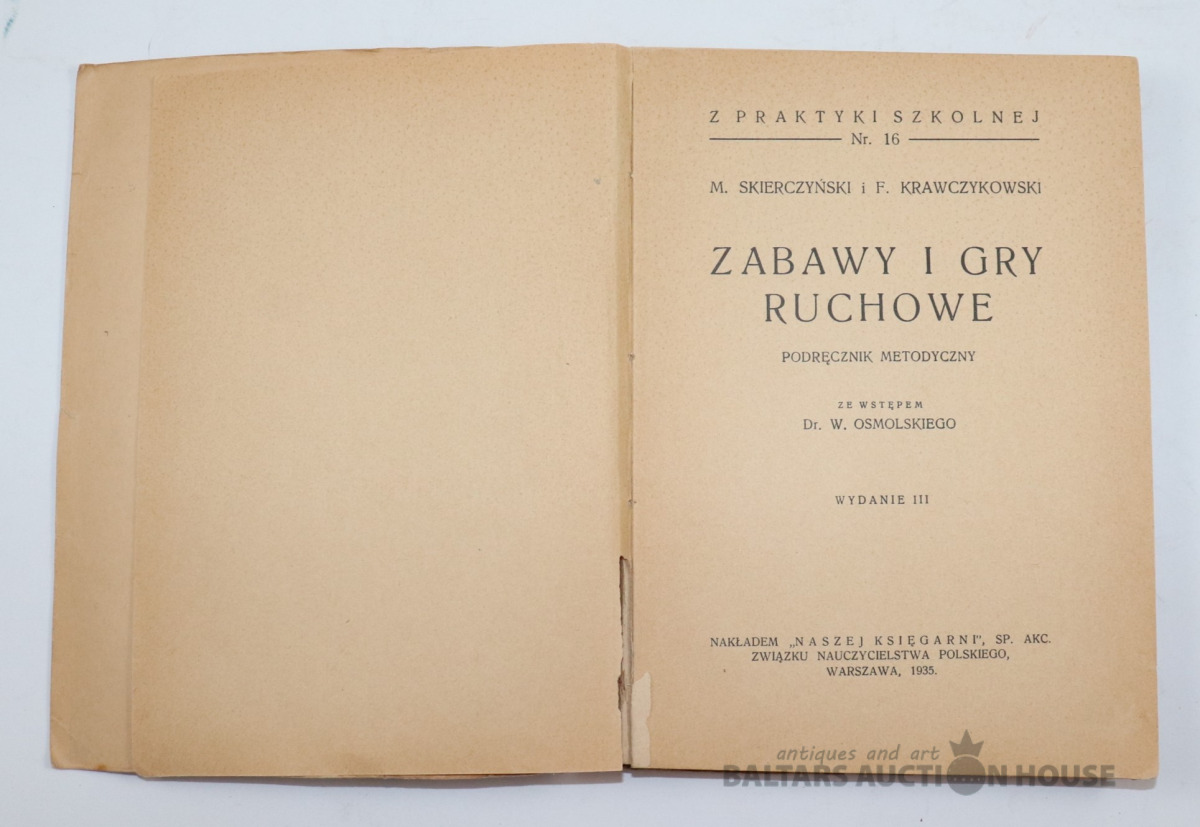 Z PRAKTYKI SZKOLNEJ
Nr. 16
M. SKIERCZYŃSKI i F. KRAWCZYKOWSKI
ZABAWY I GRY
RUCHOWE
PODRĘCZNIK METODYCZNY
ZE WSTĘPEM
Dr. W. OSMOLSKIEGO
WYDANIE III
NAKŁADEM „NASZEJ KSIĘGARNI", SP. AKC.
ZWIĄZKU NAUCZYCIELSTWA POLSKIEGO,
WARSZAWA, 1935.
antiques and art
BALTARS AUCTION HOUSE